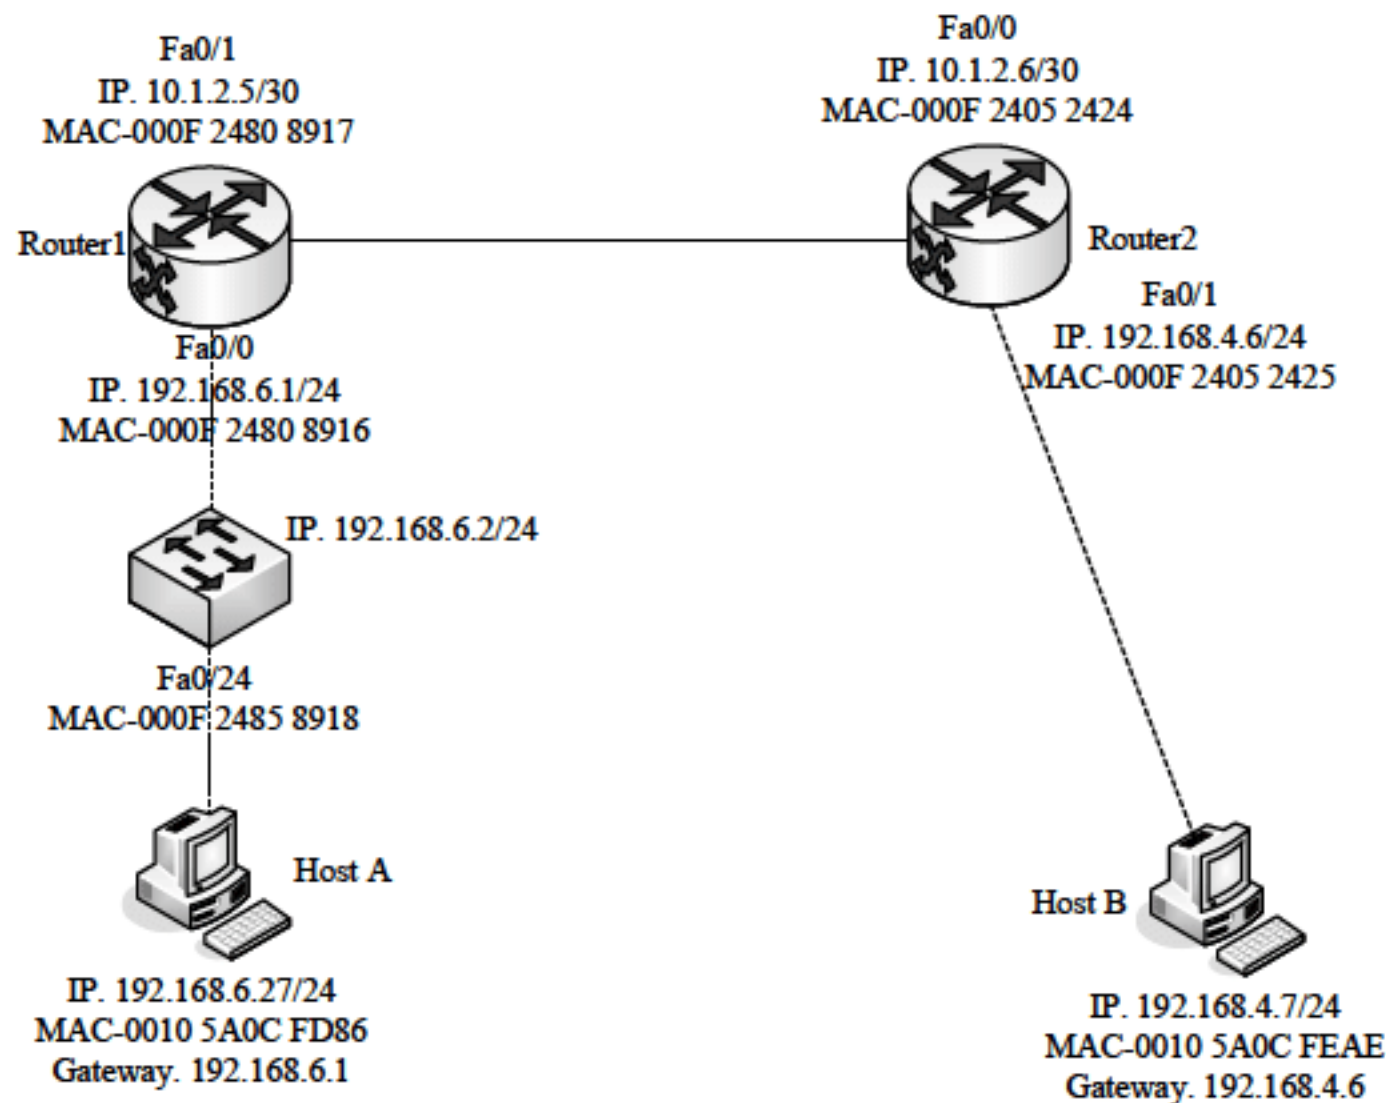 Fa0/1
IP. 10.1.2.5/30
MAC-000F 2480 8917
Fa0/0
IP. 10.1.2.6/30
MAC-000F 2405 2424
Router1
Router2
Fa0/1
IP. 192.168.4.6/24
MAC-000F 2405 2425
Fa0/0
IP. 192.168.6.1/24
MAC-000F 2480 8916
IP. 192.168.6.2/24
Fa0/24
MAC-000F 2485 8918
Host A
IP. 192.168.6.27/24
MAC-0010 5A0C FD86
Gateway. 192.168.6.1
Host B
IP. 192.168.4.7/24
MAC-0010 5A0C FEAE
Gateway. 192.168.4.6